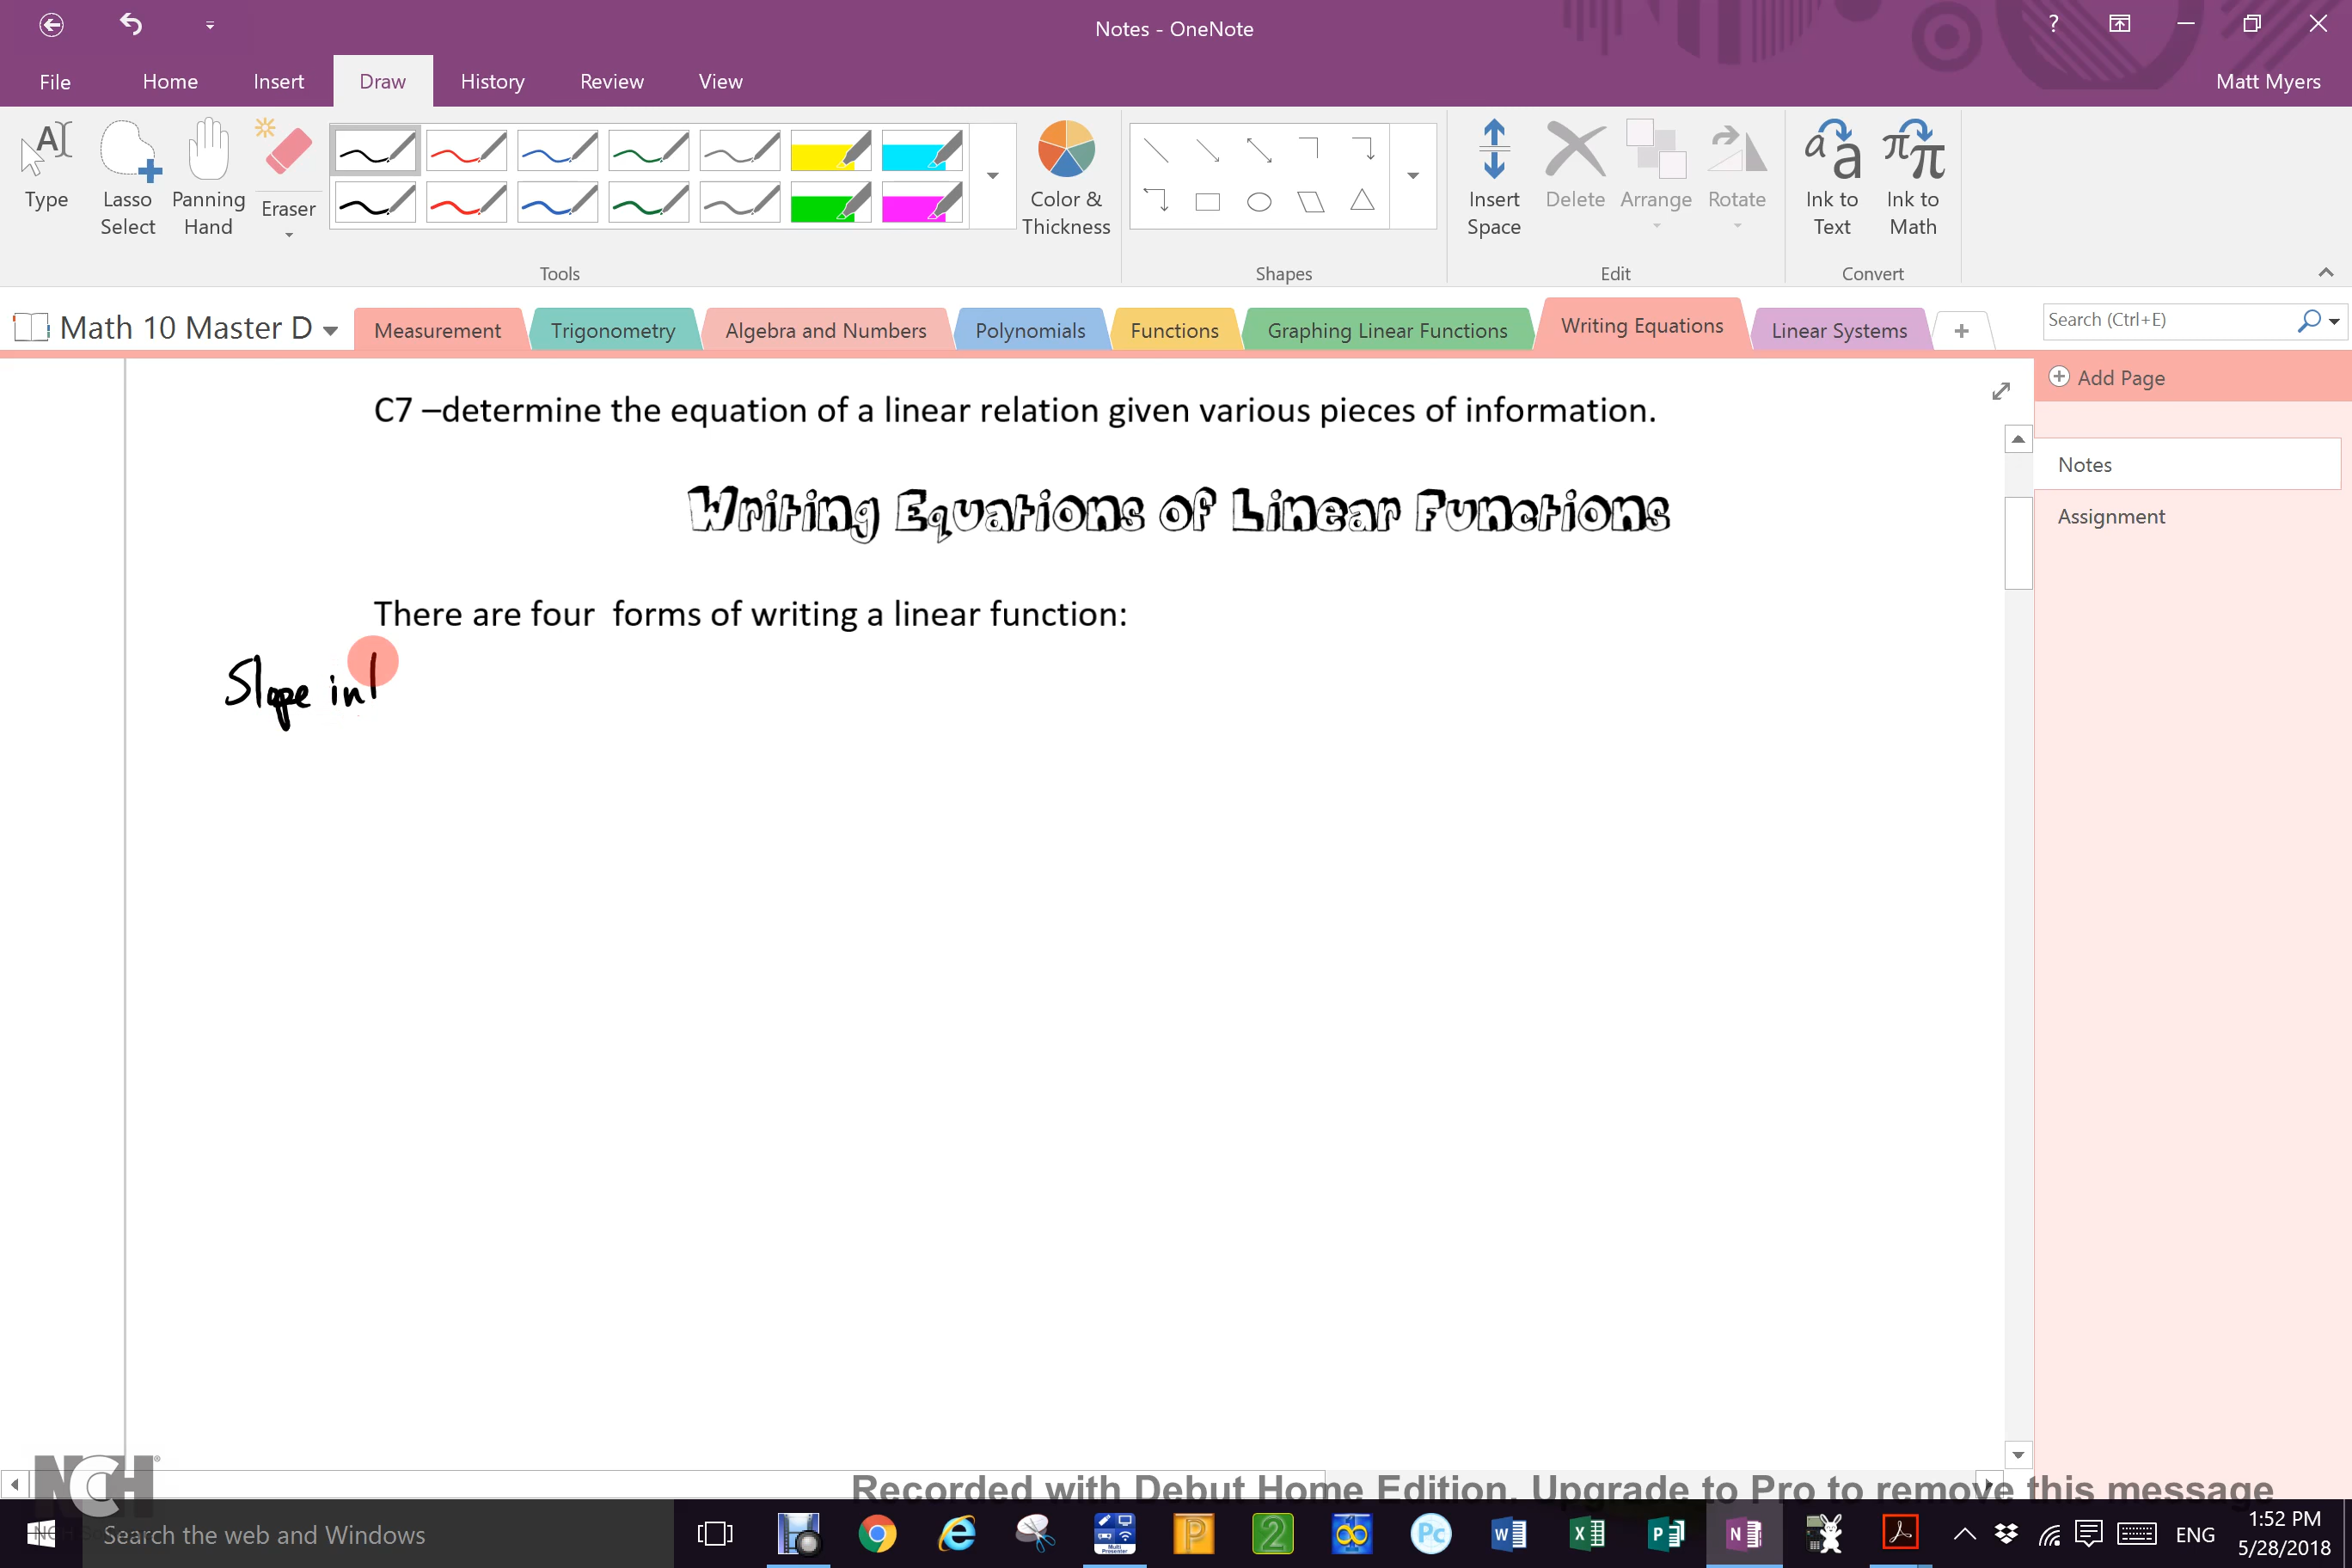 Notes - OneNote
File Home Insert Draw History Review View
Matt Myers
Type
Lasso Select
Panning Hand
Eraser
Color & Thickness
Insert Space
Delete
Arrange
Rotate
Ink to Text
Ink to Math
Tools Shapes Edit Convert
Math 10 Master D
Measurement Trigonometry Algebra and Numbers Polynomials Functions Graphing Linear Functions Writing Equations Linear Systems
Search (Ctrl+E)
Add Page
Notes
Assignment
C7 –determine the equation of a linear relation given various pieces of information.
Writing Equations of Linear Functions
There are four forms of writing a linear function:
Slope in
NCH
Recorded with Debut Home Edition. Upgrade to Pro to remove this message
Search the web and Windows
ENG
1:52 PM
5/28/2018